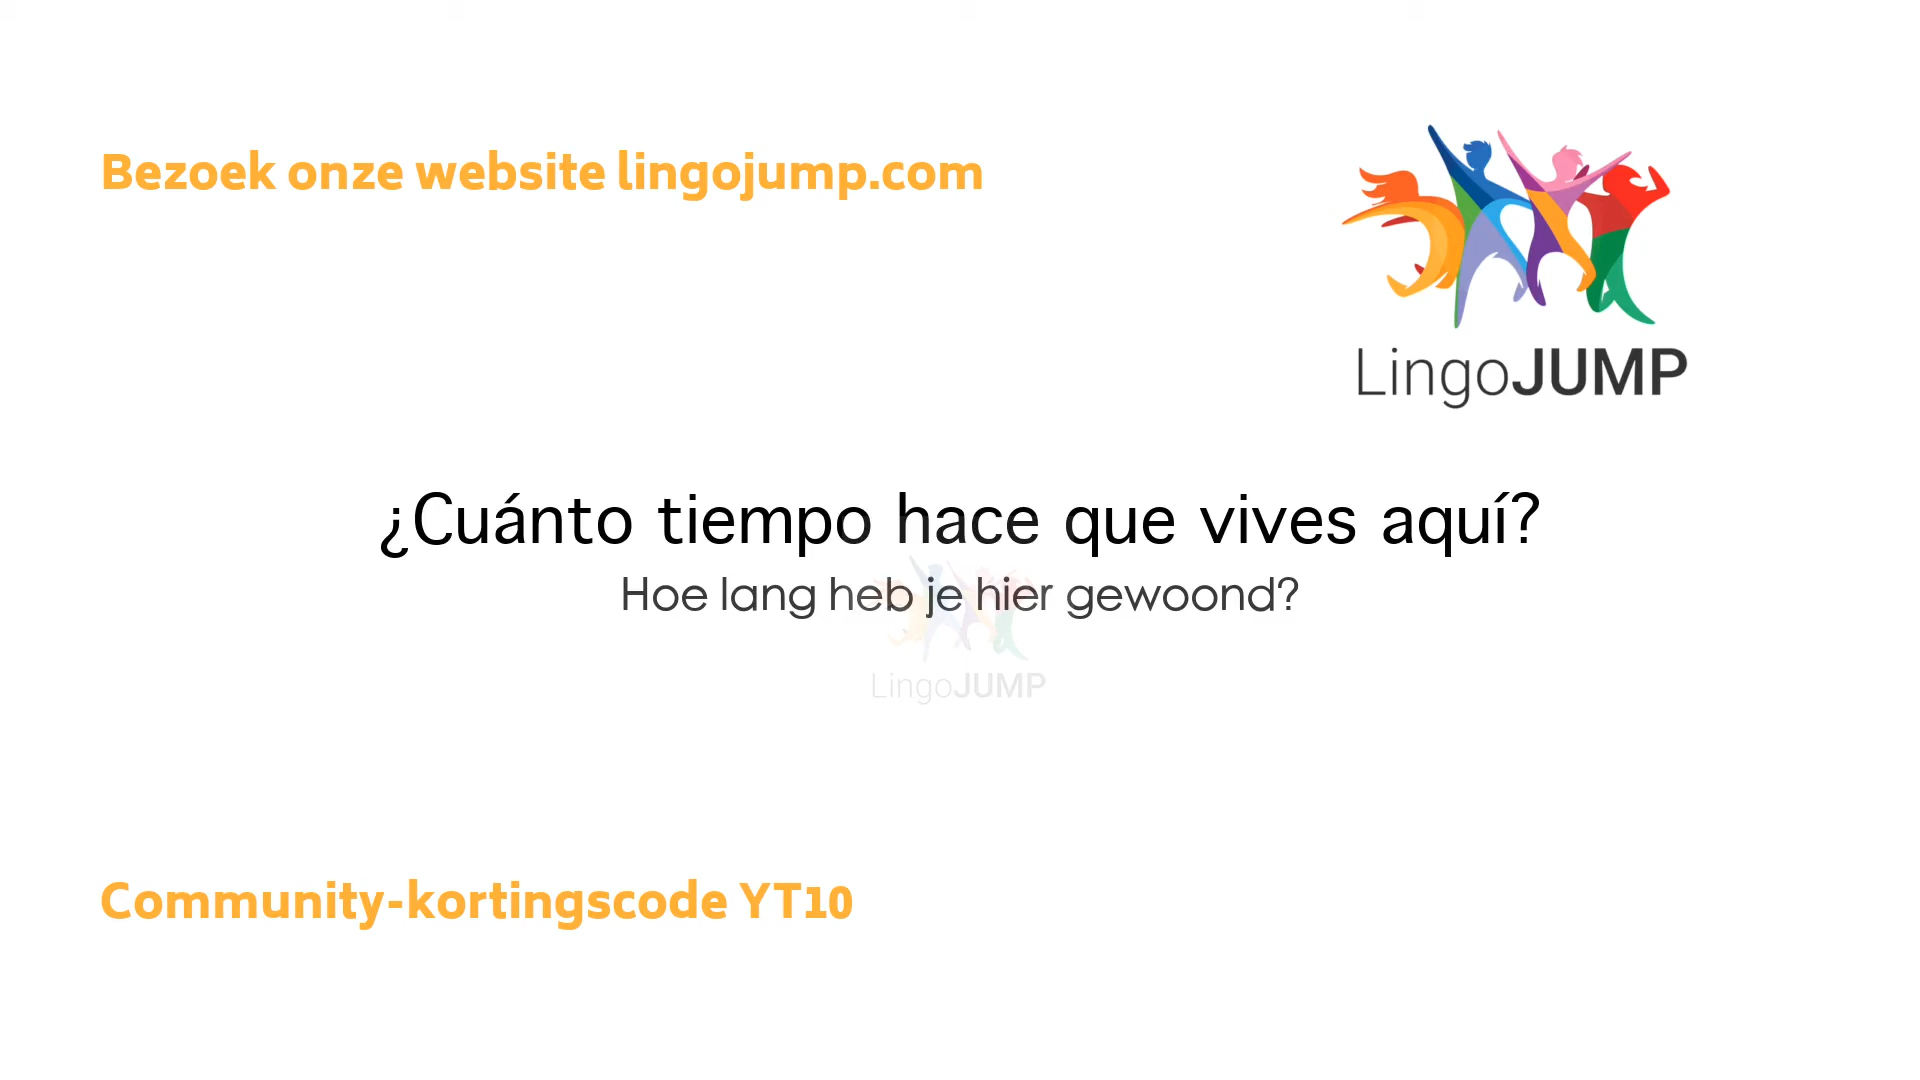 Bezoek onze website lingojump.com
LingoJUMP
¿Cuánto tiempo hace que vives aquí?
Hoe lang heb je hier gewoond?
LingoJUMP
Community-kortingscode YT10